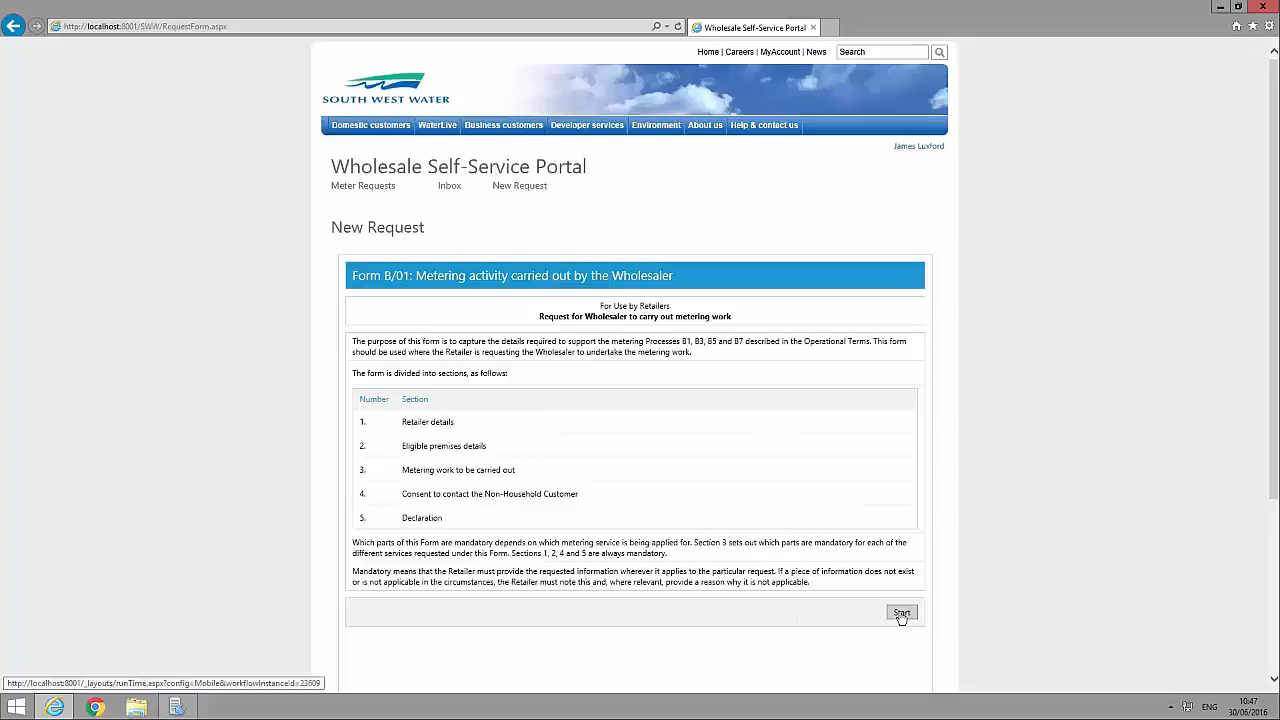 http://localhost:8001/SWW/RequestForm.aspx
Wholesale Self-Service Portal
Home | Careers | MyAccount | News
Search
SOUTH WEST WATER
Domestic customers
WaterLive
Business customers
Developer services
Environment
About us
Help & contact us
James Luxford
Wholesale Self-Service Portal
Meter Requests
Inbox
New Request
New Request
Form B/01: Metering activity carried out by the Wholesaler
For Use by Retailers
Request for Wholesaler to carry out metering work
The purpose of this form is to capture the details required to support the metering Processes B1, B3, B5 and B7 described in the Operational Terms. This form
should be used where the Retailer is requesting the Wholesaler to undertake the metering work.
The form is divided into sections, as follows:
Number Section
1. Retailer details
2. Eligible premises details
3. Metering work to be carried out
4. Consent to contact the Non-Household Customer
5. Declaration
Which parts of this Form are mandatory depends on which metering service is being applied for. Section 3 sets out which parts are mandatory for each of the
different services requested under this Form. Sections 1, 2, 4 and 5 are always mandatory.
Mandatory means that the Retailer must provide the requested information wherever it applies to the particular request. If a piece of information does not exist
or is not applicable in the circumstances, the Retailer must note this and, where relevant, provide a reason why it is not applicable.
Start
http://localhost:8001/_layouts/runTime.aspx?config=Mobile&workflowInstanceId=23609
ENG
10:47
30/06/2016